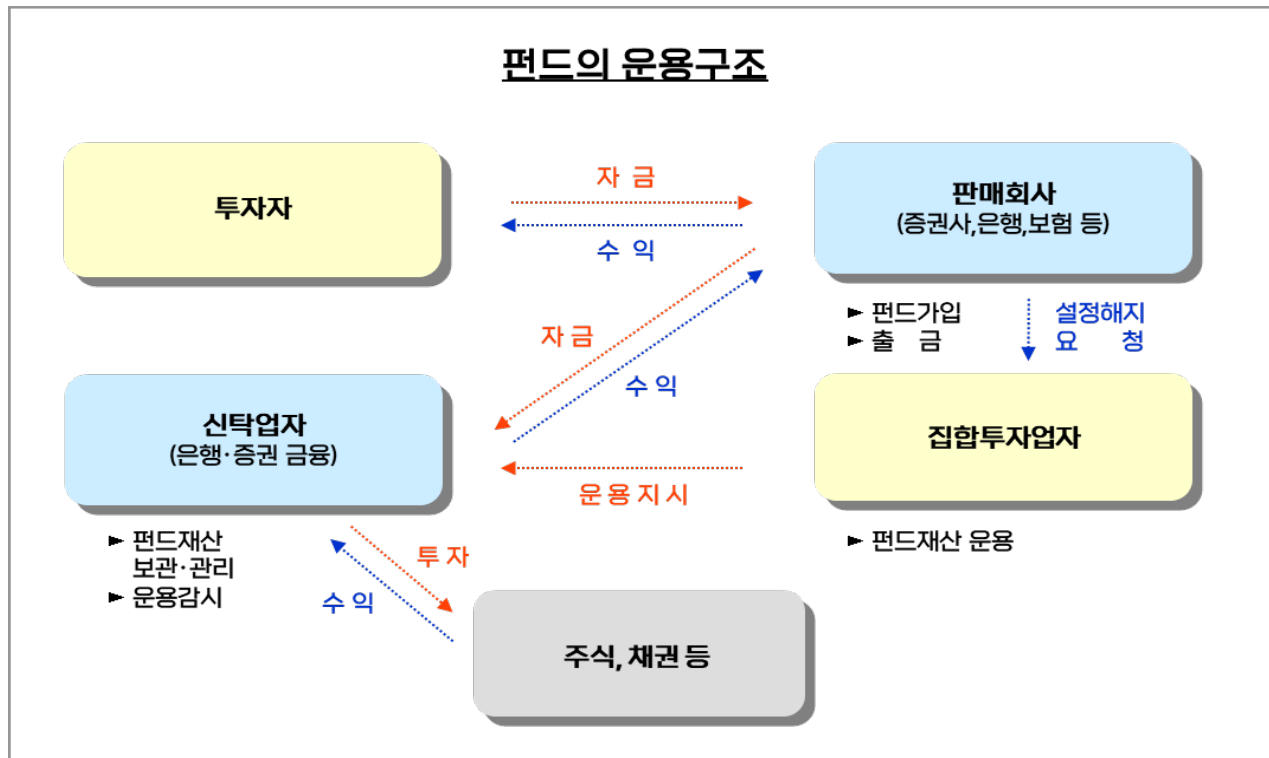 펀드의 운용구조
투자자
자 금
수 익
판매회사
(증권사,은행,보험 등)
► 펀드가입
► 출 금
설정해지
요 청
자 금
수 익
신탁업자
(은행·증권 금융)
집합투자업자
운 용 지 시
► 펀드재산
보관·관리
► 운용감시
투 자
수 익
► 펀드재산 운용
주식, 채권 등